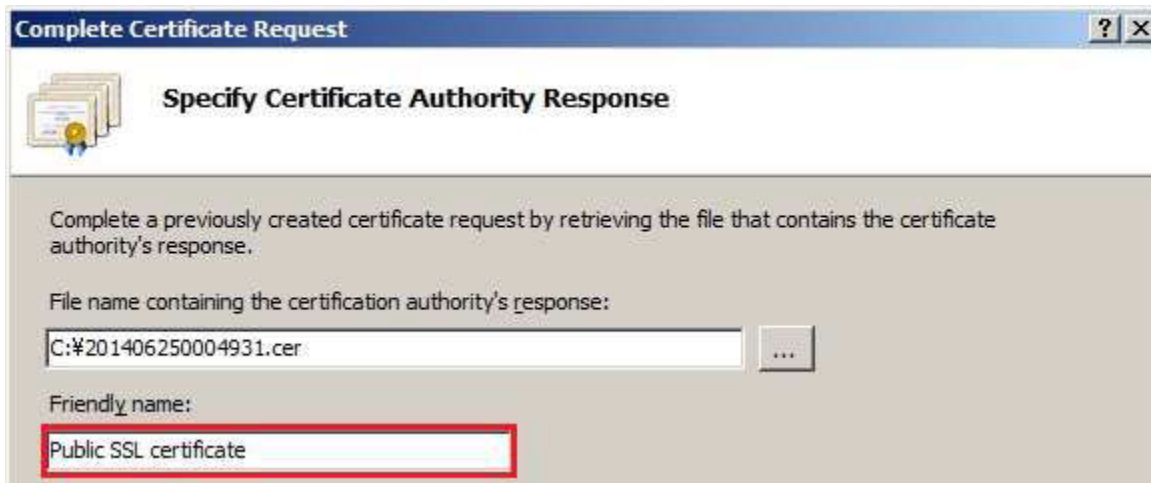 Complete Certificate Request
Specify Certificate Authority Response
Complete a previously created certificate request by retrieving the file that contains the certificate
authority's response.
File name containing the certification authority's response:
C:¥201406250004931.cer
...
Friendly name:
Public SSL certificate